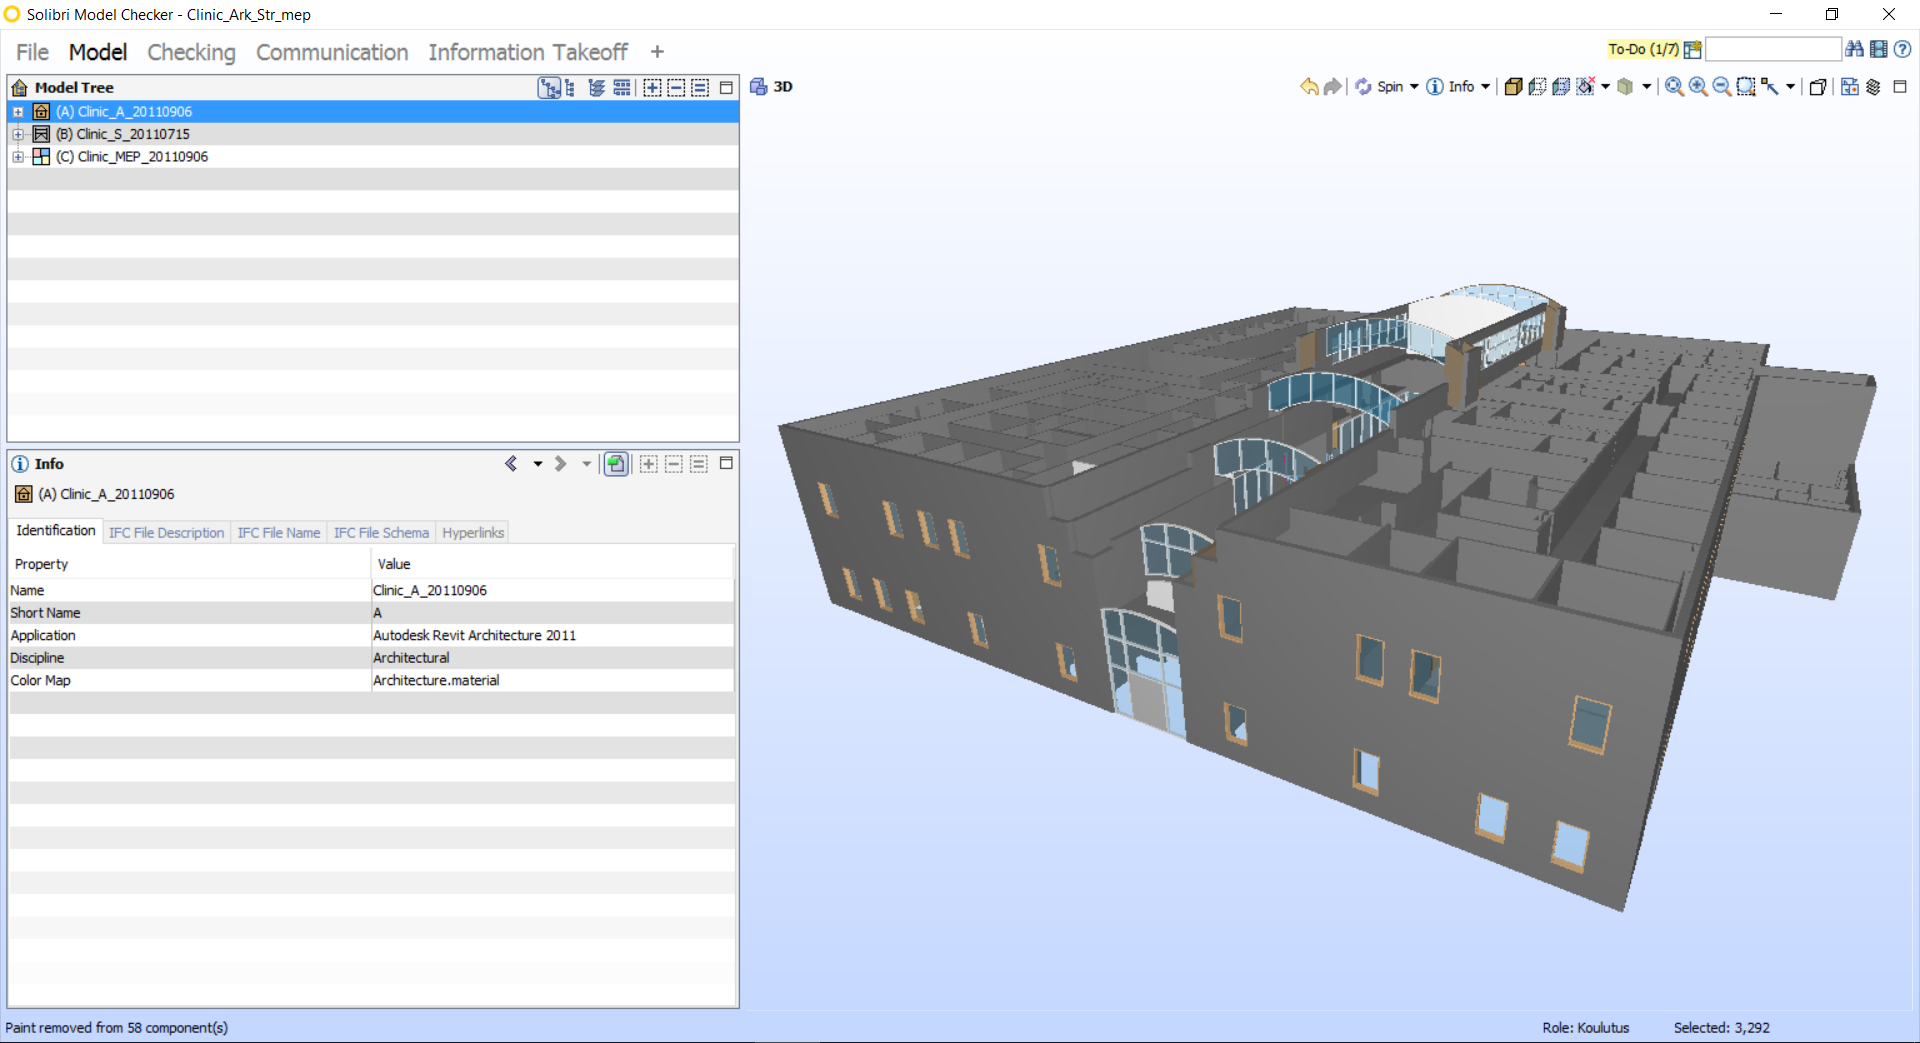 Solibri Model Checker - Clinic_Ark_Str_mep
File Model Checking Communication Information Takeoff +
To-Do (1/7)
Model Tree
3D
Spin
Info
(A) Clinic_A_20110906
(B) Clinic_S_20110715
(C) Clinic_MEP_20110906
Info
(A) Clinic_A_20110906
Identification IFC File Description IFC File Name IFC File Schema Hyperlinks
Property Value
Name Clinic_A_20110906
Short Name A
Application Autodesk Revit Architecture 2011
Discipline Architectural
Color Map Architecture.material
Paint removed from 58 component(s)
Role: Koulutus Selected: 3,292